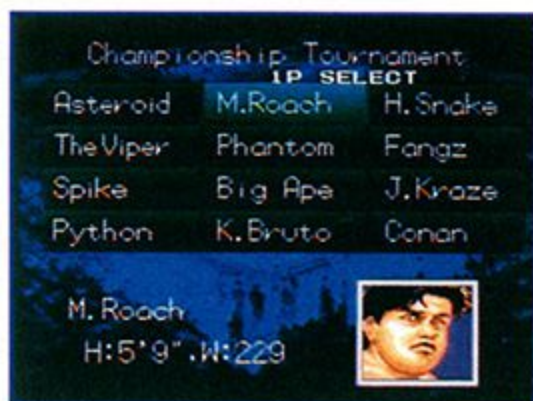 Championship Tournament
1P SELECT
Asteroid M.Roach H.Snake
The Viper Phantom Fangz
Spike Big Ape J.Kraze
Python K.Bruto Conan
M.Roach
H:5'9".W:229